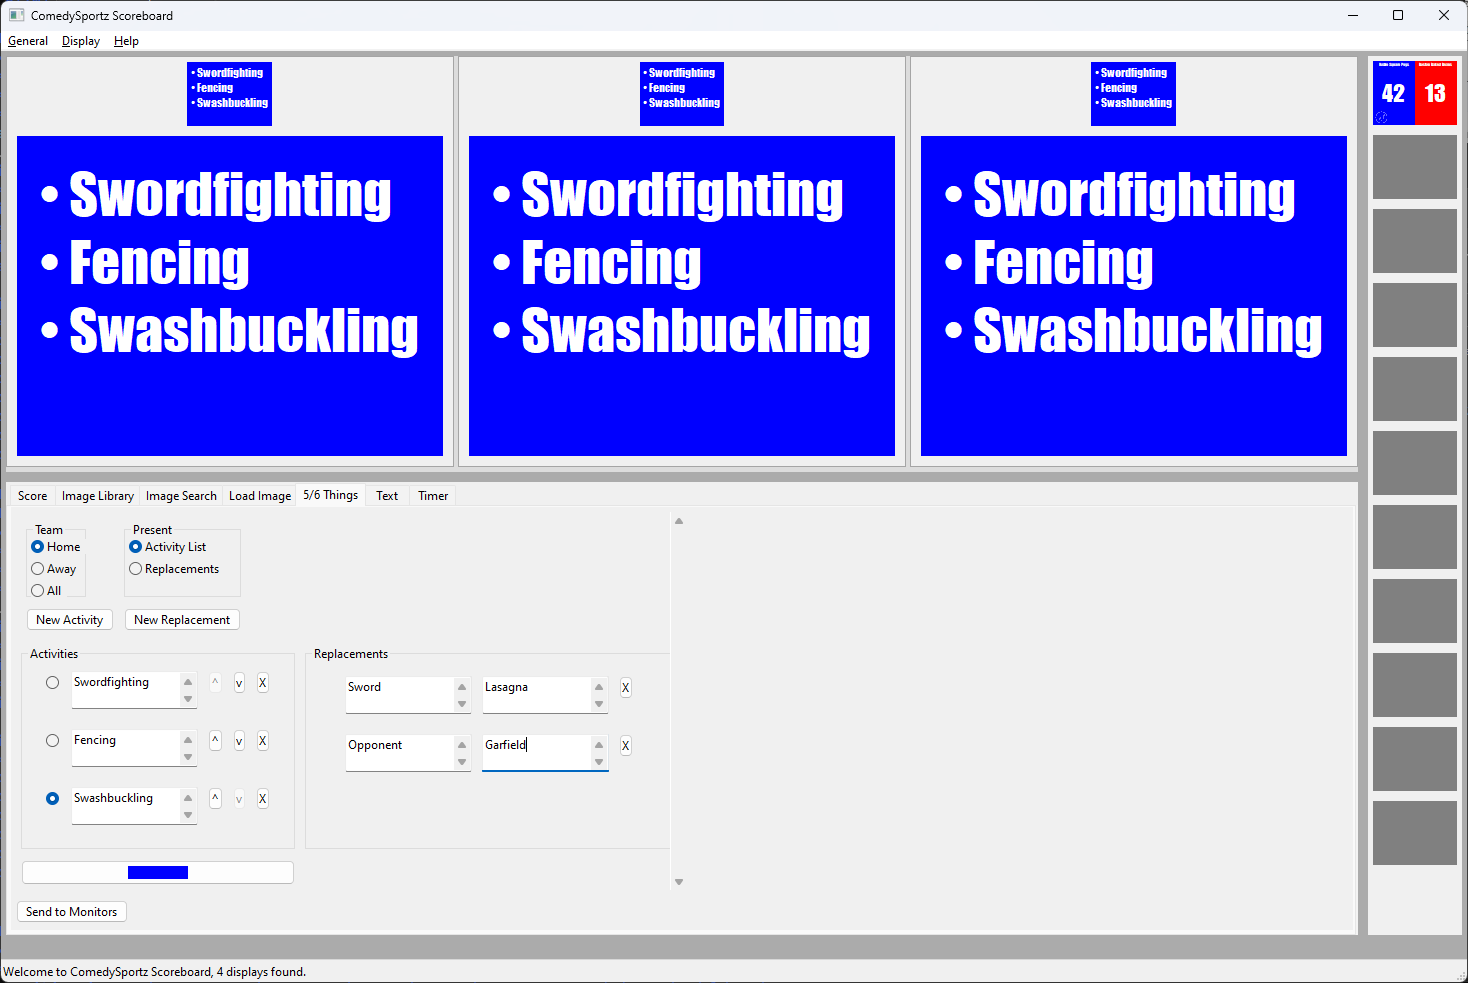 ComedySportz Scoreboard
General Display Help
• Swordfighting
• Fencing
• Swashbuckling
• Swordfighting
• Fencing
• Swashbuckling
• Swordfighting
• Fencing
• Swashbuckling
42 13
• Swordfighting
• Fencing
• Swashbuckling
• Swordfighting
• Fencing
• Swashbuckling
• Swordfighting
• Fencing
• Swashbuckling
Score Image Library Image Search Load Image 5/6 Things Text Timer
Team Present
Home Activity List
Away Replacements
All
New Activity New Replacement
Activities Replacements
Swordfighting ^ v X Sword Lasagna X
Fencing ^ v X Opponent Garfield X
Swashbuckling ^ v X
Send to Monitors
Welcome to ComedySportz Scoreboard, 4 displays found.